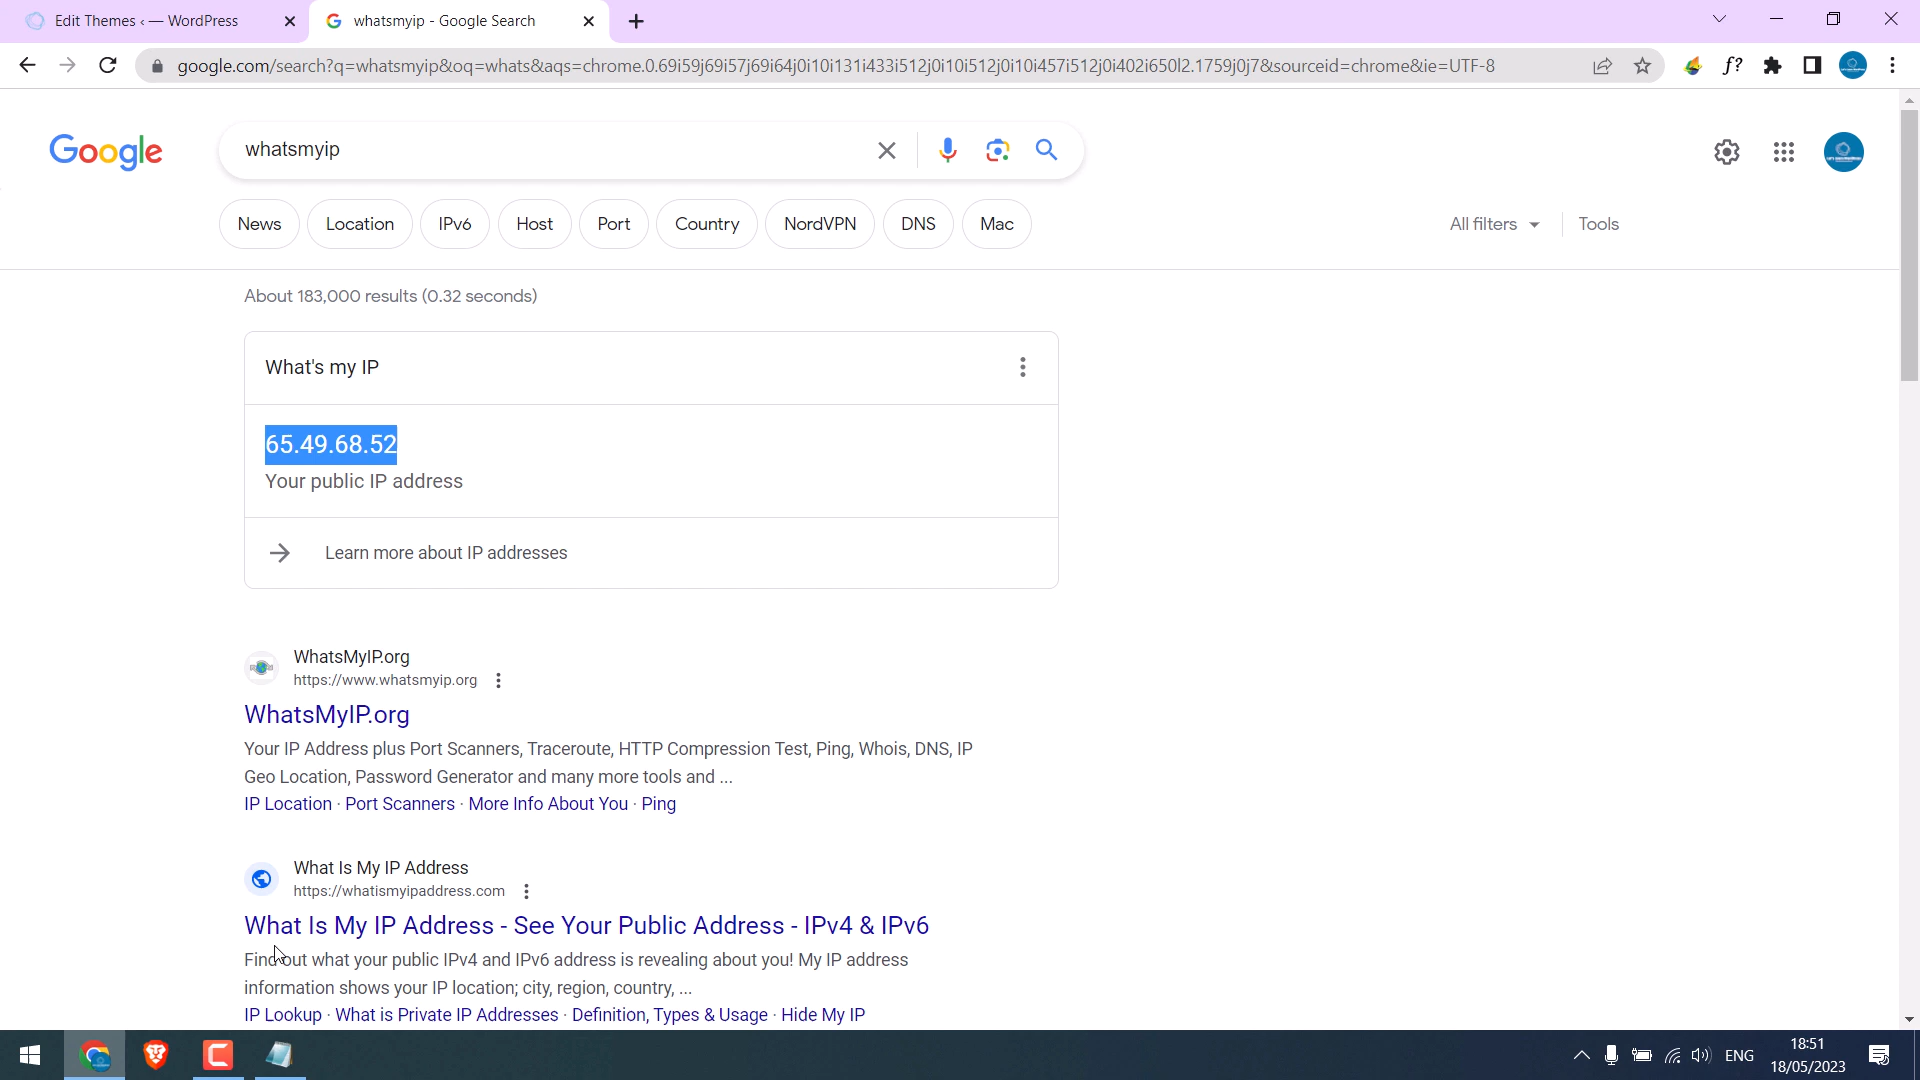 Edit Themes ‹ — WordPress
whatsmyip - Google Search
google.com/search?q=whatsmyip&oq=whats&aqs=chrome.0.69i59j69i57j69i64j0i10i131i433i512j0i10i512j0i10i457i512j0i402i650l2.1759j0j7&sourceid=chrome&ie=UTF-8
f?
Google
whatsmyip
News
Location
IPv6
Host
Port
Country
NordVPN
DNS
Mac
All filters
Tools
About 183,000 results (0.32 seconds)
What's my IP
65.49.68.52
Your public IP address
Learn more about IP addresses
WhatsMyIP.org
https://www.whatsmyip.org
WhatsMyIP.org
Your IP Address plus Port Scanners, Traceroute, HTTP Compression Test, Ping, Whois, DNS, IP
Geo Location, Password Generator and many more tools and ...
IP Location · Port Scanners · More Info About You · Ping
What Is My IP Address
https://whatismyipaddress.com
What Is My IP Address - See Your Public Address - IPv4 & IPv6
Find out what your public IPv4 and IPv6 address is revealing about you! My IP address
information shows your IP location; city, region, country, ...
IP Lookup · What is Private IP Addresses · Definition, Types & Usage · Hide My IP
ENG
18:51
18/05/2023